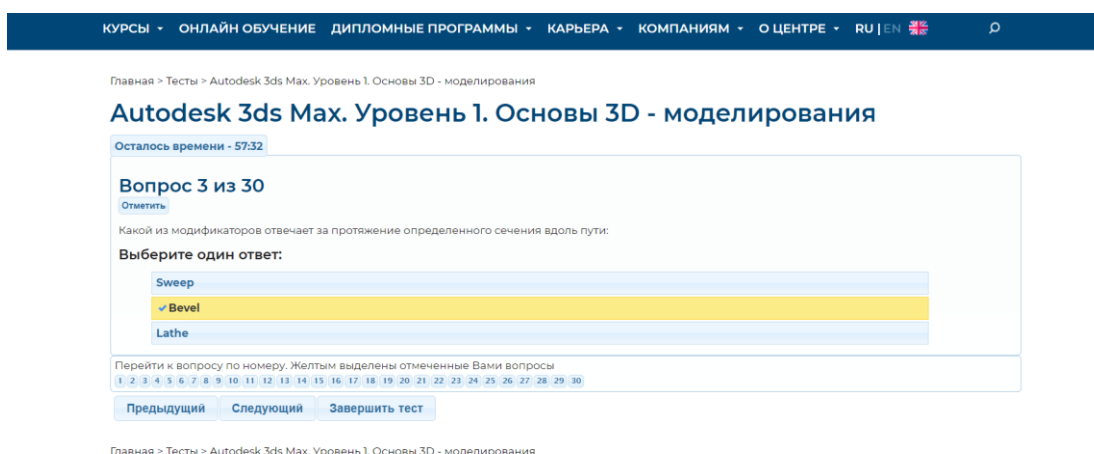 КУРСЫ ОНЛАЙН ОБУЧЕНИЕ ДИПЛОМНЫЕ ПРОГРАММЫ КАРЬЕРА КОМПАНИЯМ О ЦЕНТРЕ RU | EN
Главная > Тесты > Autodesk 3ds Max. Уровень 1. Основы 3D - моделирования
Autodesk 3ds Max. Уровень 1. Основы 3D - моделирования
Осталось времени - 57:32
Вопрос 3 из 30
Отметить
Какой из модификаторов отвечает за протяжение определенного сечения вдоль пути:
Выберите один ответ:
Sweep
Bevel
Lathe
Перейти к вопросу по номеру. Желтым выделены отмеченные Вами вопросы
1 2 3 4 5 6 7 8 9 10 11 12 13 14 15 16 17 18 19 20 21 22 23 24 25 26 27 28 29 30
Предыдущий Следующий Завершить тест
Главная > Тесты > Autodesk 3ds Max. Уровень 1. Основы 3D - моделирования